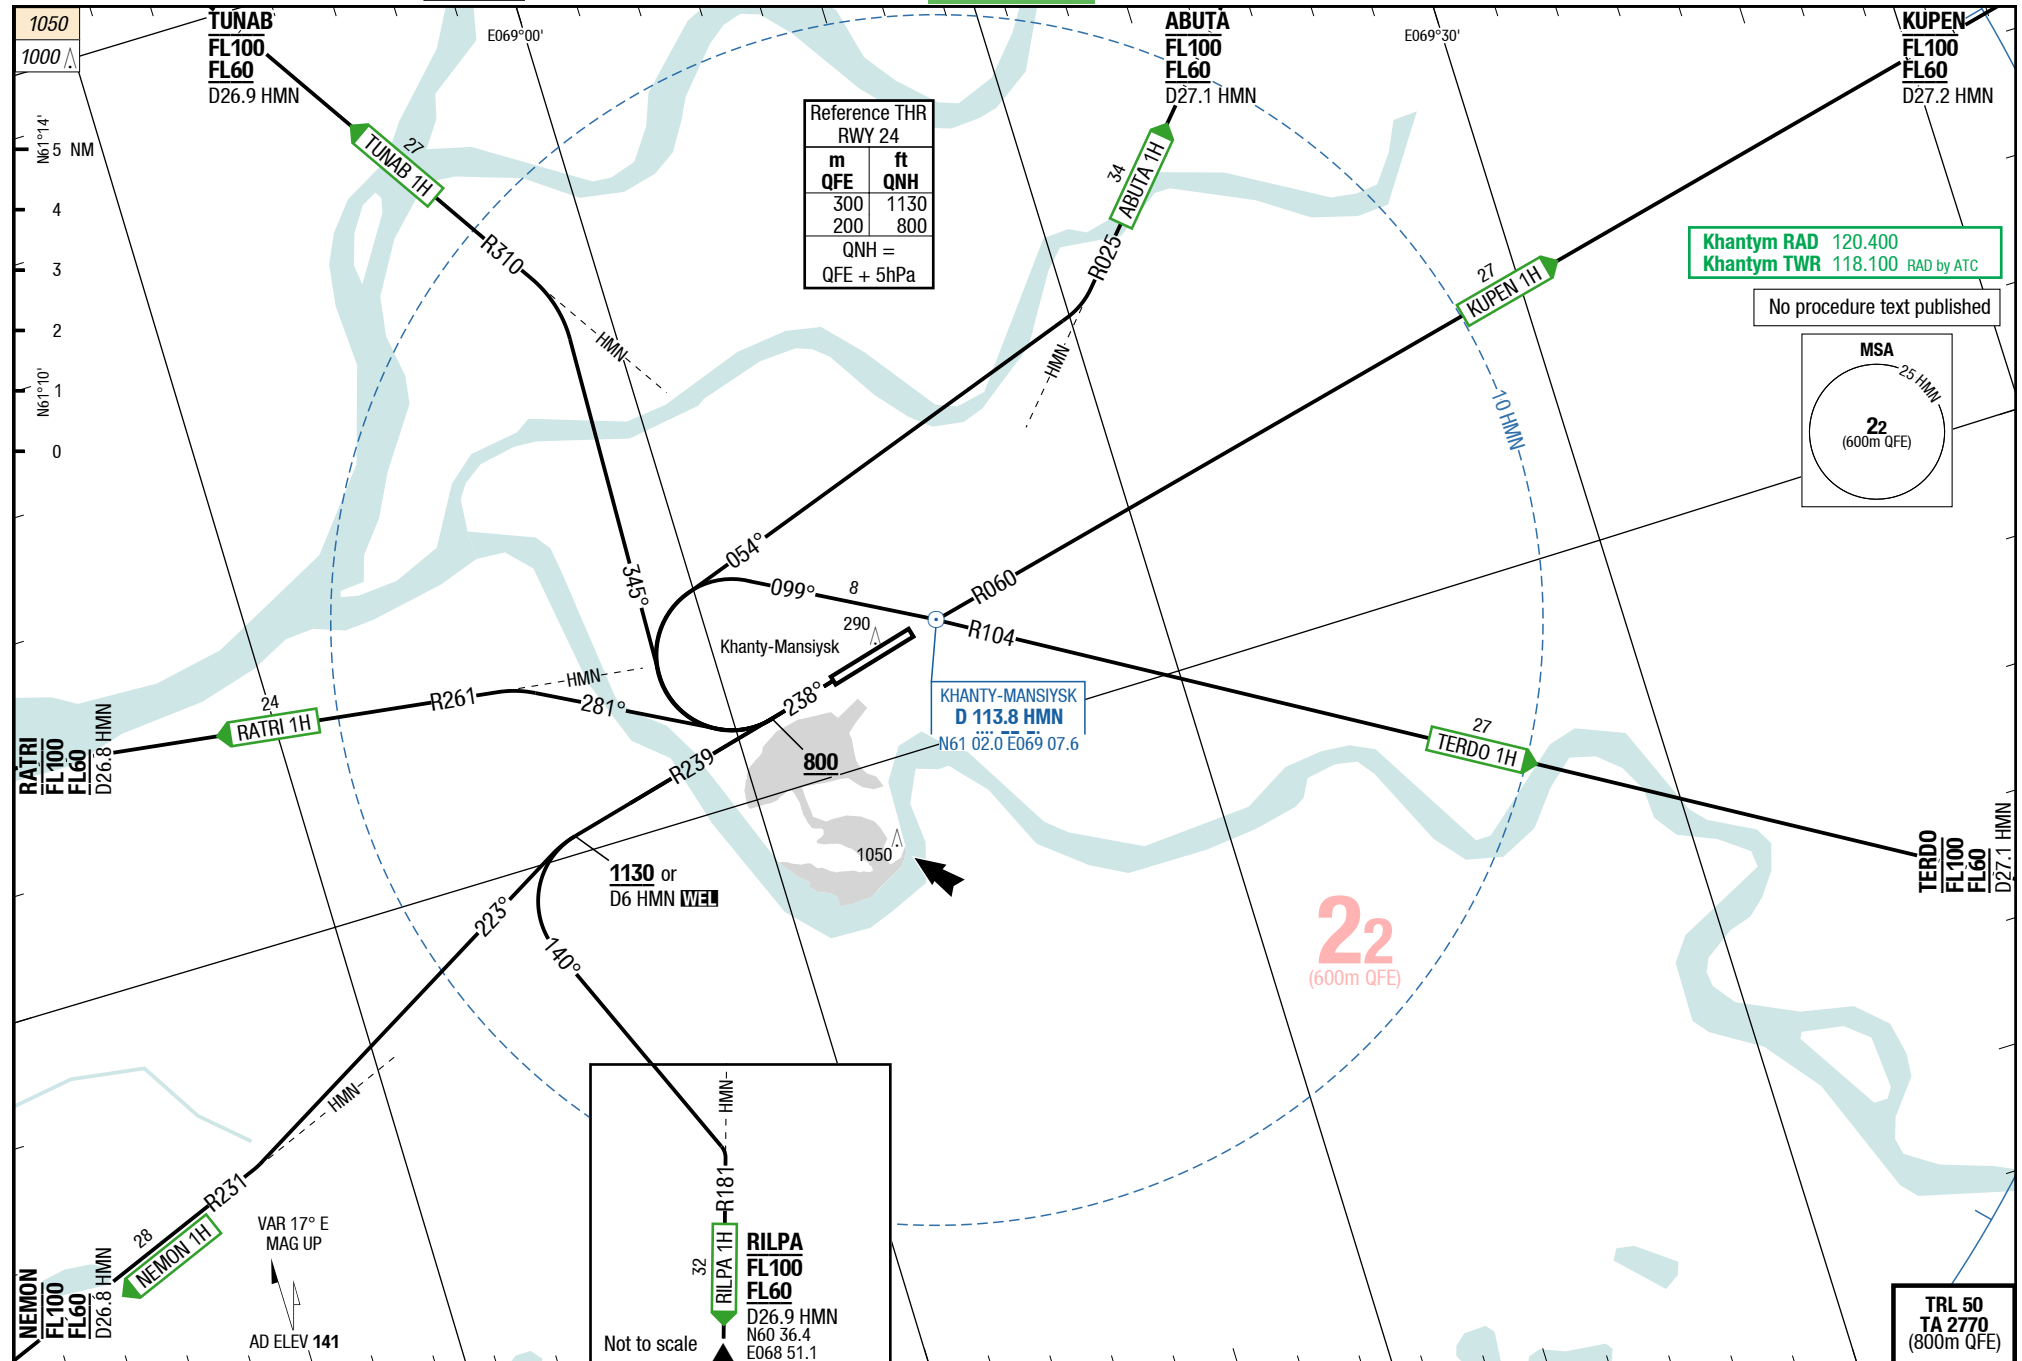 1050
1000
TUNAB
FL100
FL60
D26.9 HMN
E069°00'
ABUTA
FL100
FL60
D27.1 HMN
E069°30'
KUPEN
FL100
FL60
D27.2 HMN
N61°14'
5 NM
4
3
2
1
0
N61°10'
Reference THR
RWY 24
m ft
QFE QNH
300 1130
200 800
QNH =
QFE + 5hPa
27
TUNAB 1H
R310
HMN
34
ABUTA 1H
R025
HMN
27
KUPEN 1H
Khantym RAD 120.400
Khantym TWR 118.100 RAD by ATC
No procedure text published
MSA
25 HMN
22
(600m QFE)
10 HMN
345°
054°
099°
8
R060
R104
290
Khanty-Mansiysk
238°
KHANTY-MANSIYSK
D 113.8 HMN
N61 02.0 E069 07.6
HMN
281°
R261
24
RATRI 1H
RATRI
FL100
FL60
D26.8 HMN
R239
800
27
TERDO 1H
TERDO
FL100
FL60
D27.1 HMN
1050
1130 or
D6 HMN WEL
223°
140°
22
(600m QFE)
HMN
R231
28
NEMON 1H
NEMON
FL100
FL60
D26.8 HMN
VAR 17° E
MAG UP
AD ELEV 141
HMN
R181
32
RILPA 1H
RILPA
FL100
FL60
D26.9 HMN
N60 36.4
E068 51.1
Not to scale
TRL 50
TA 2770
(800m QFE)